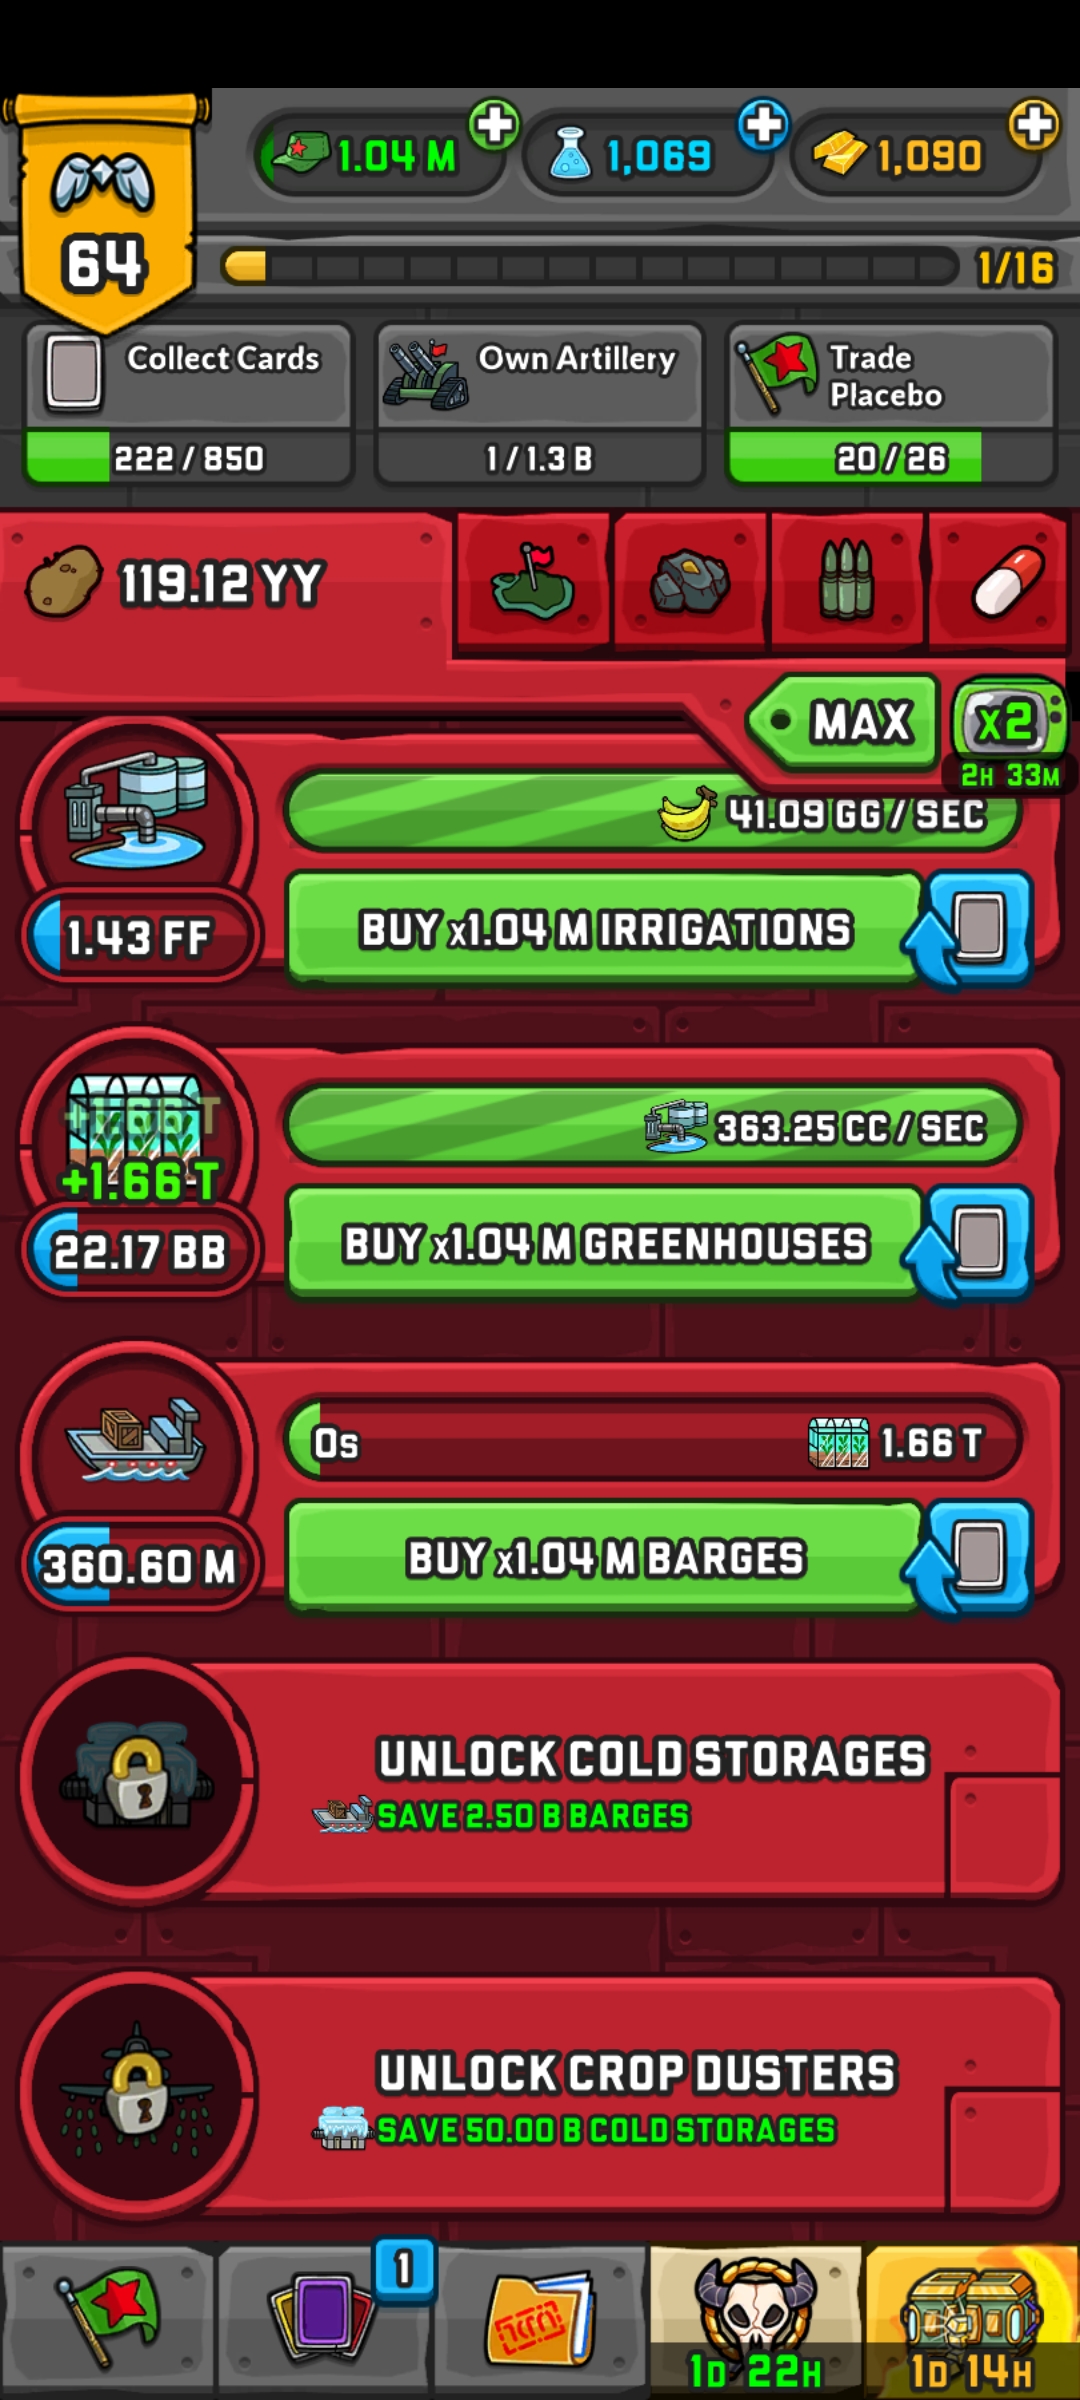 64
1.04 M
1,069
1,090
1/16
Collect Cards
222 / 850
Own Artillery
1 / 1.3 B
Trade
Placebo
20 / 26
119.12 YY
MAX
x2
2H 33M
41.09 GG / SEC
1.43 FF
BUY x1.04 M IRRIGATIONS
+1.66 T
+1.66 T
363.25 CC / SEC
22.17 BB
BUY x1.04 M GREENHOUSES
0s
1.66 T
360.60 M
BUY x1.04 M BARGES
UNLOCK COLD STORAGES
SAVE 2.50 B BARGES
UNLOCK CROP DUSTERS
SAVE 50.00 B COLD STORAGES
1
1D 22H
1D 14H